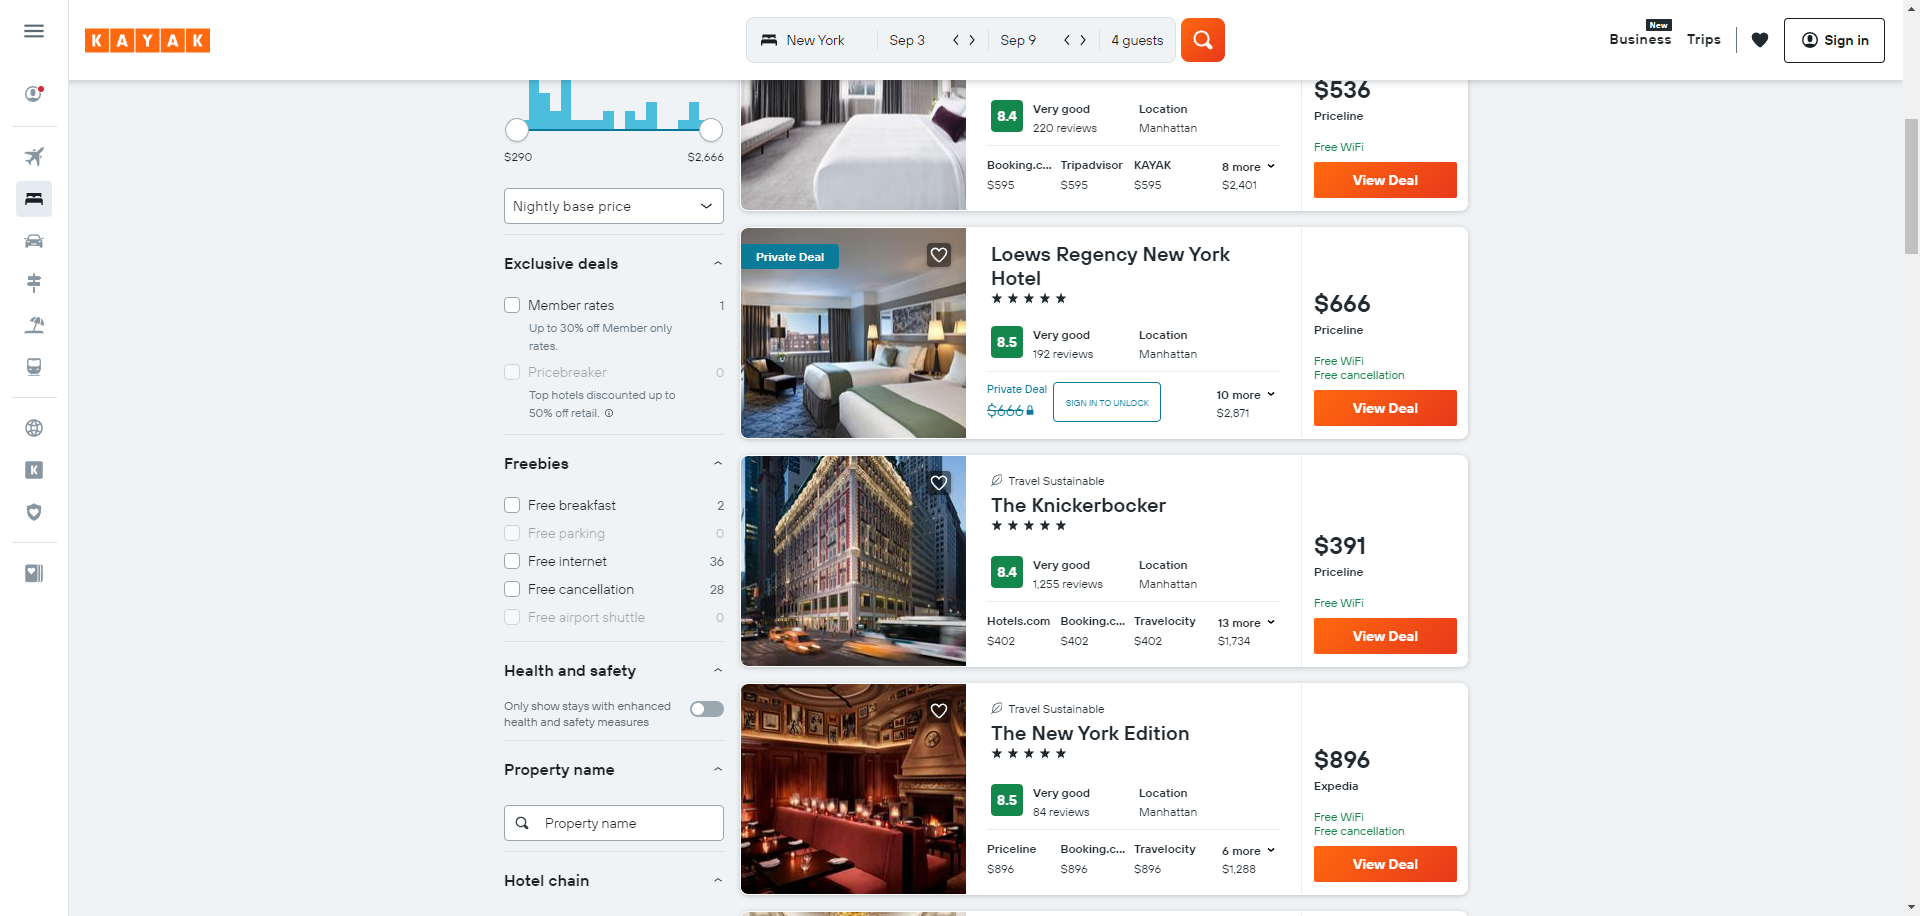 KAYAK
New York
Sep 3
Sep 9
4 guests
New
Business
Trips
Sign in
$290
$2,666
Nightly base price
Exclusive deals
Member rates
1
Up to 30% off Member only
rates.
Pricebreaker
0
Top hotels discounted up to
50% off retail.
Freebies
Free breakfast
2
Free parking
0
Free internet
36
Free cancellation
28
Free airport shuttle
0
Health and safety
Only show stays with enhanced
health and safety measures
Property name
Property name
Hotel chain
8.4
Very good
220 reviews
Location
Manhattan
Booking.c... Tripadvisor KAYAK 8 more
$595 $595 $595 $2,401
$536
Priceline
Free WiFi
View Deal
Private Deal
Loews Regency New York
Hotel
8.5
Very good
192 reviews
Location
Manhattan
Private Deal
$666
SIGN IN TO UNLOCK
10 more
$2,871
$666
Priceline
Free WiFi
Free cancellation
View Deal
Travel Sustainable
The Knickerbocker
8.4
Very good
1,255 reviews
Location
Manhattan
Hotels.com Booking.c... Travelocity 13 more
$402 $402 $402 $1,734
$391
Priceline
Free WiFi
View Deal
Travel Sustainable
The New York Edition
8.5
Very good
84 reviews
Location
Manhattan
Priceline Booking.c... Travelocity 6 more
$896 $896 $896 $1,288
$896
Expedia
Free WiFi
Free cancellation
View Deal